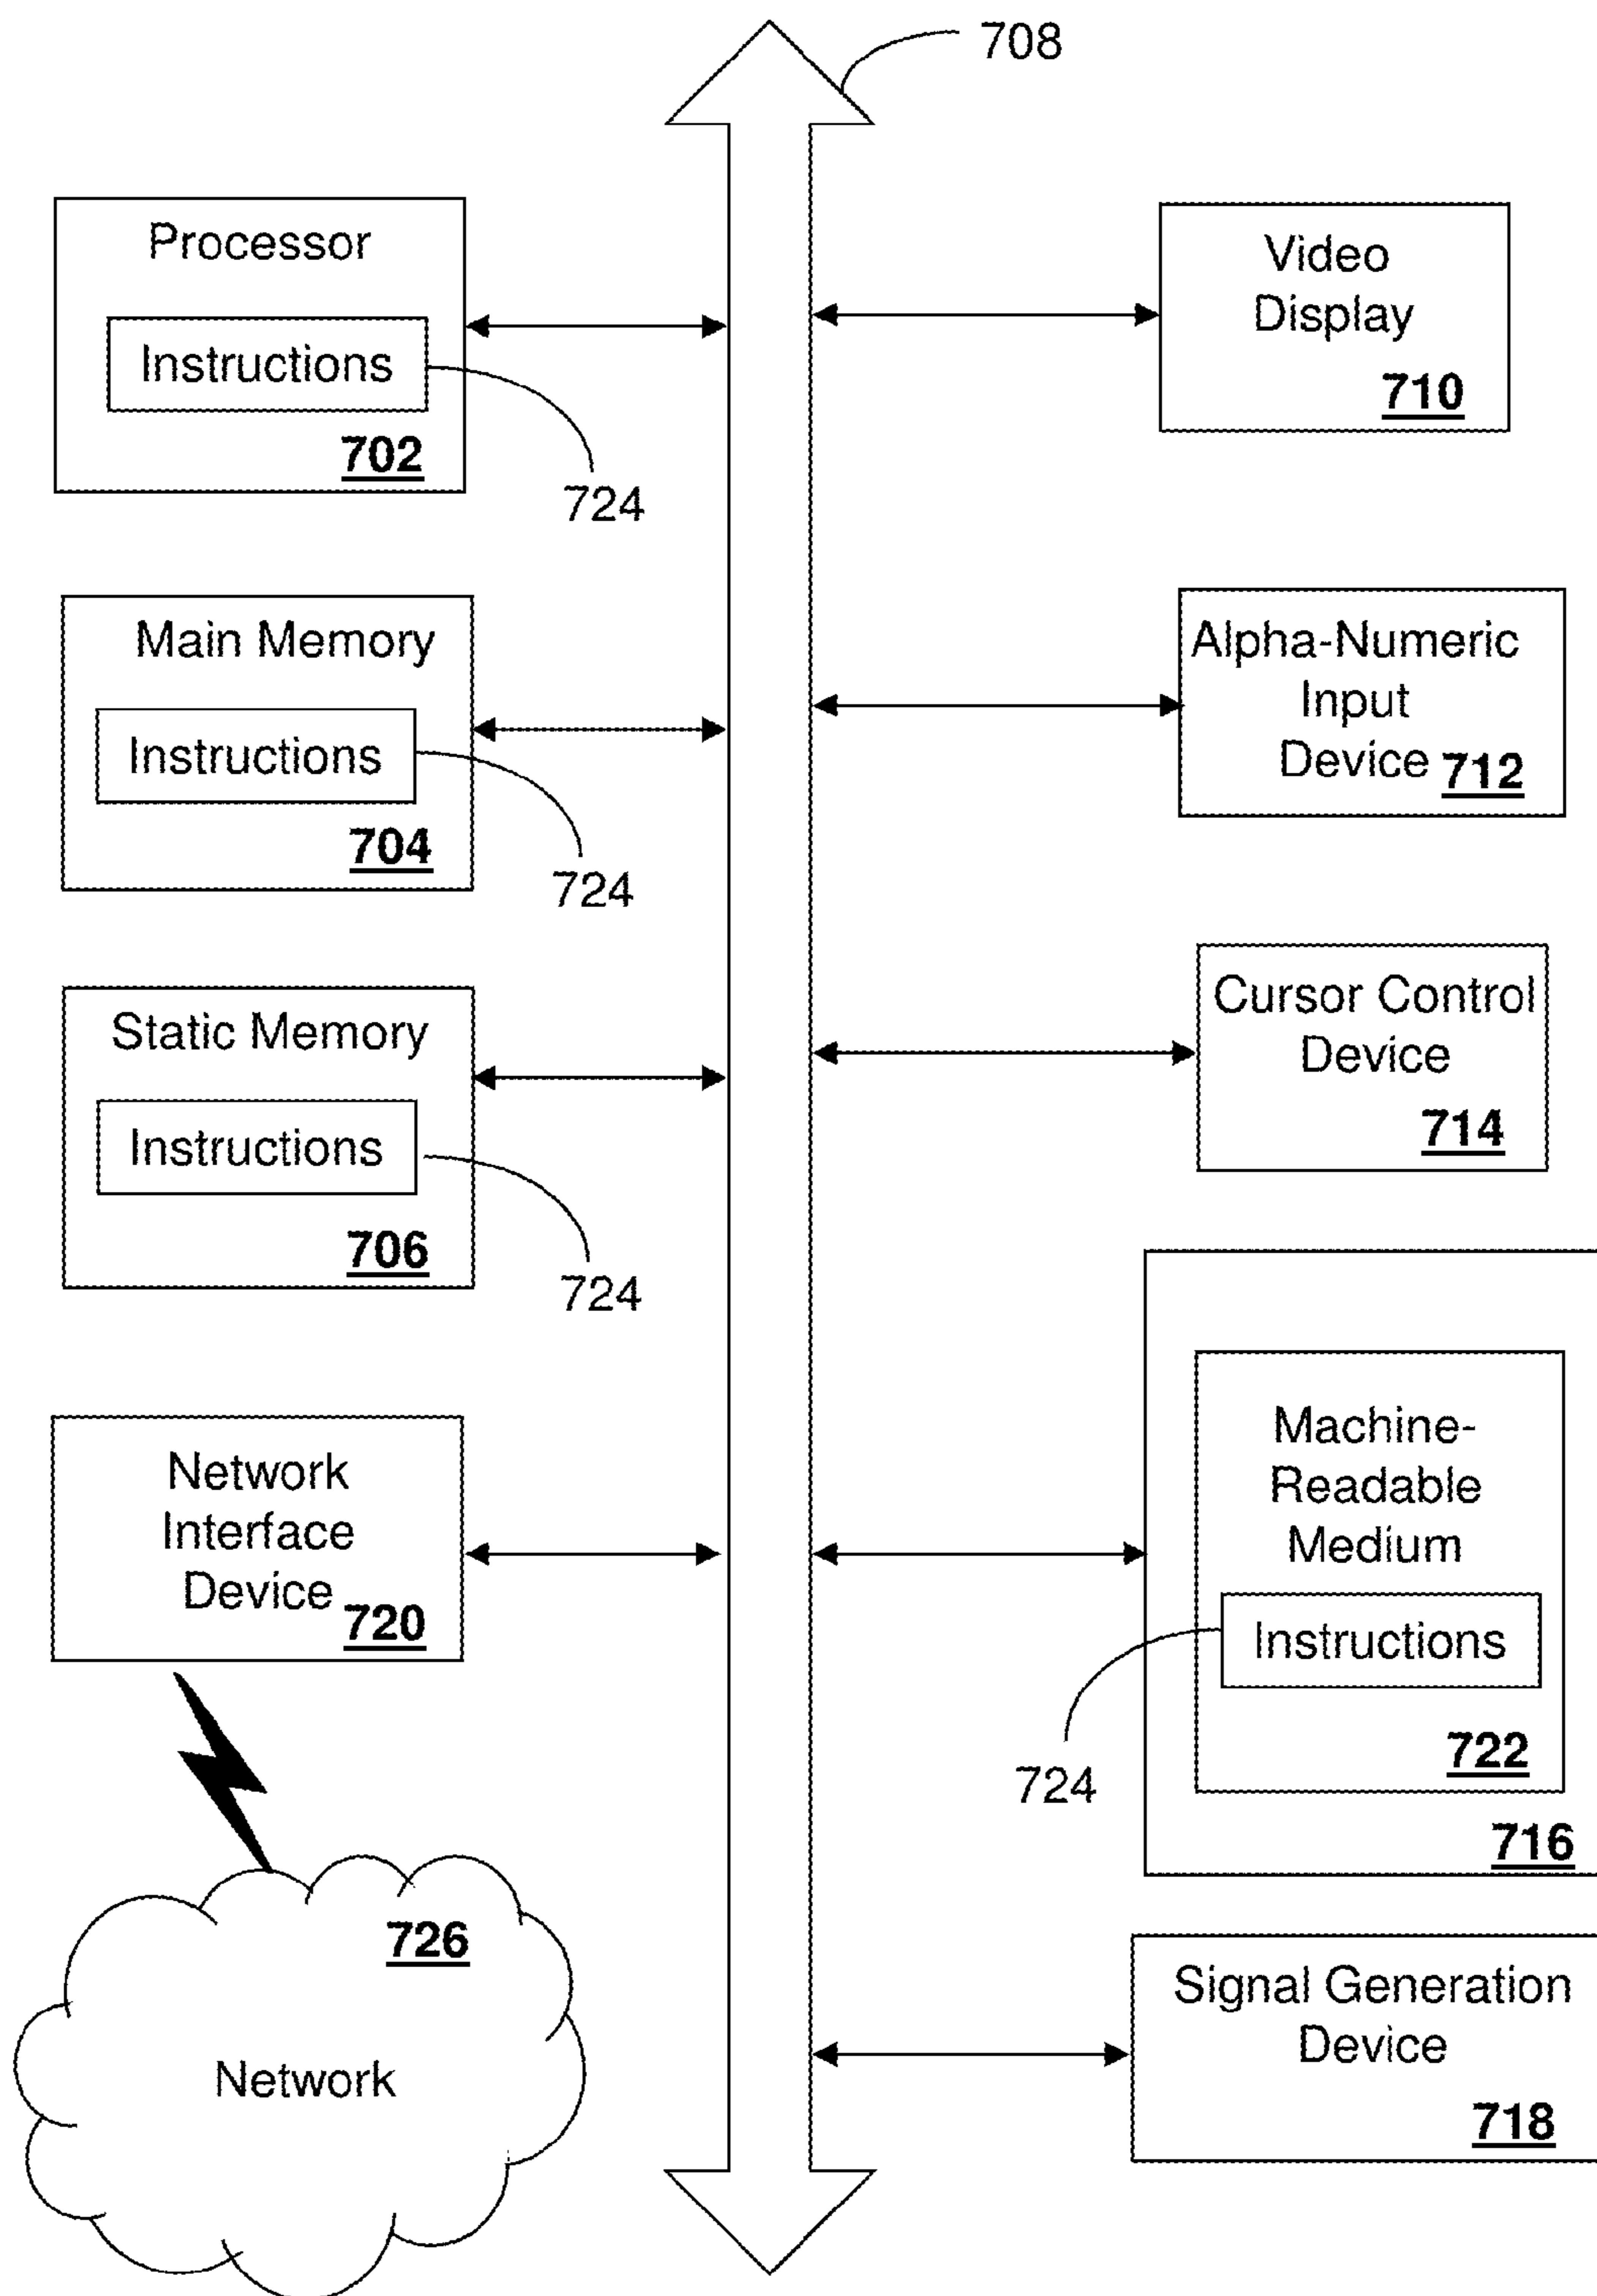 708
Processor
Instructions
702
724
Main Memory
Instructions
704
724
Static Memory
Instructions
706
724
Network
Interface
Device
720
726
Network
Video
Display
710
Alpha-Numeric
Input
Device 712
Cursor Control
Device
714
Machine-
Readable
Medium
Instructions
722
724
716
Signal Generation
Device
718